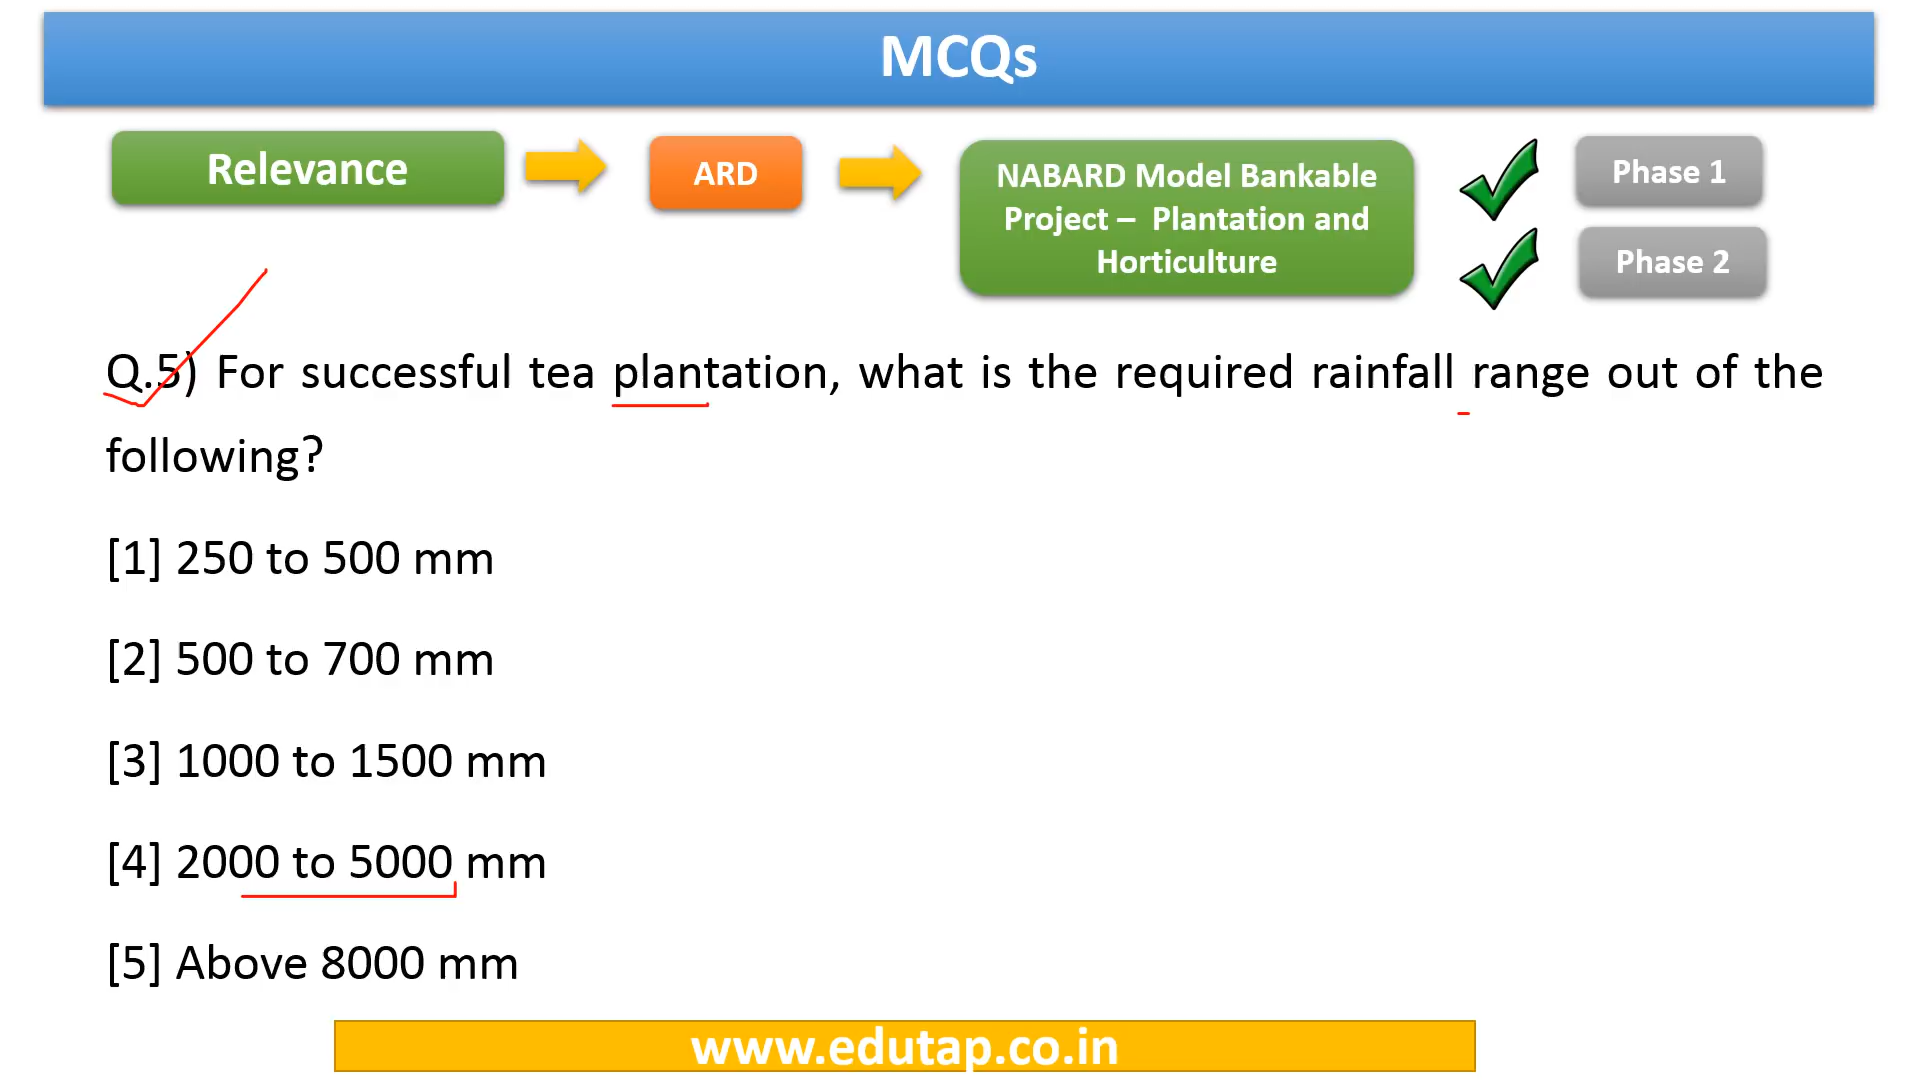 MCQs
Relevance
ARD
NABARD Model Bankable
Project – Plantation and
Horticulture
Phase 1
Phase 2
Q.5) For successful tea plantation, what is the required rainfall range out of the
following?
[1] 250 to 500 mm
[2] 500 to 700 mm
[3] 1000 to 1500 mm
[4] 2000 to 5000 mm
[5] Above 8000 mm
www.edutap.co.in